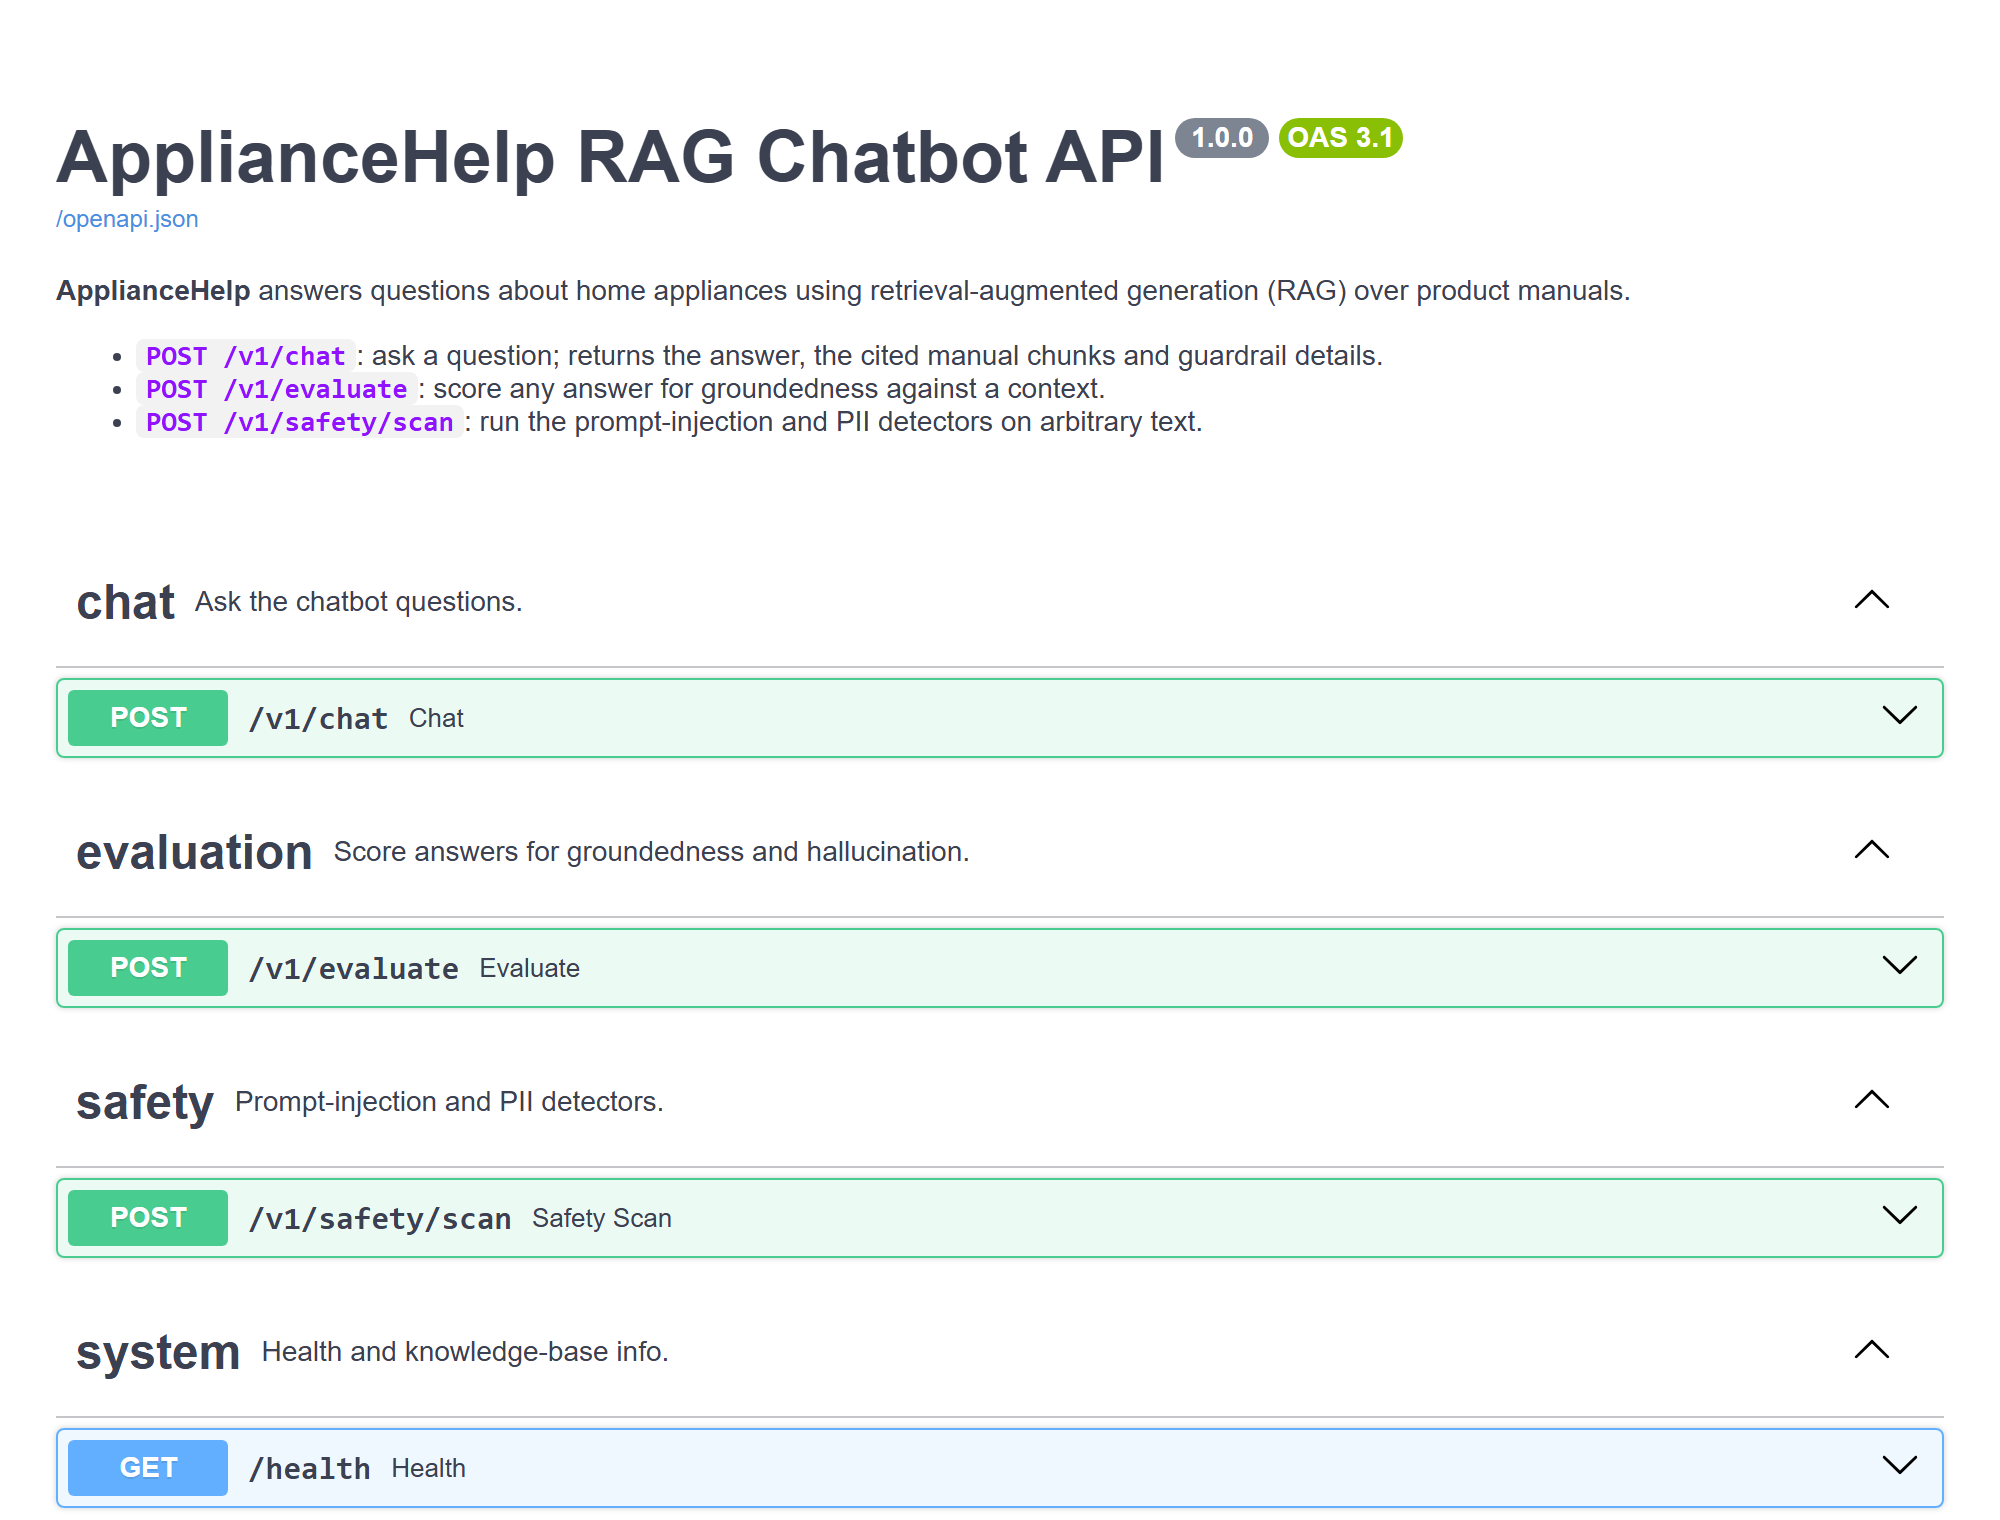 ApplianceHelp RAG Chatbot API 1.0.0 OAS 3.1
/openapi.json
ApplianceHelp answers questions about home appliances using retrieval-augmented generation (RAG) over product manuals.
POST /v1/chat : ask a question; returns the answer, the cited manual chunks and guardrail details.
POST /v1/evaluate : score any answer for groundedness against a context.
POST /v1/safety/scan : run the prompt-injection and PII detectors on arbitrary text.
chat Ask the chatbot questions.
POST /v1/chat Chat
evaluation Score answers for groundedness and hallucination.
POST /v1/evaluate Evaluate
safety Prompt-injection and PII detectors.
POST /v1/safety/scan Safety Scan
system Health and knowledge-base info.
GET /health Health